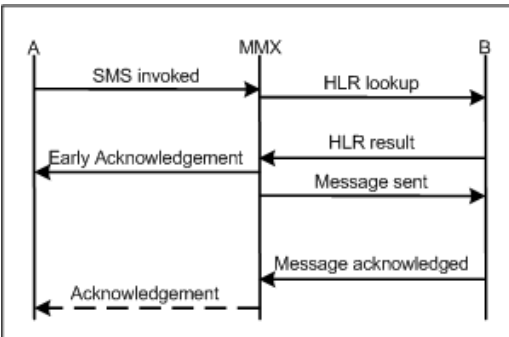 A
MMX
B
SMS invoked
HLR lookup
HLR result
Early Acknowledgement
Message sent
Message acknowledged
Acknowledgement